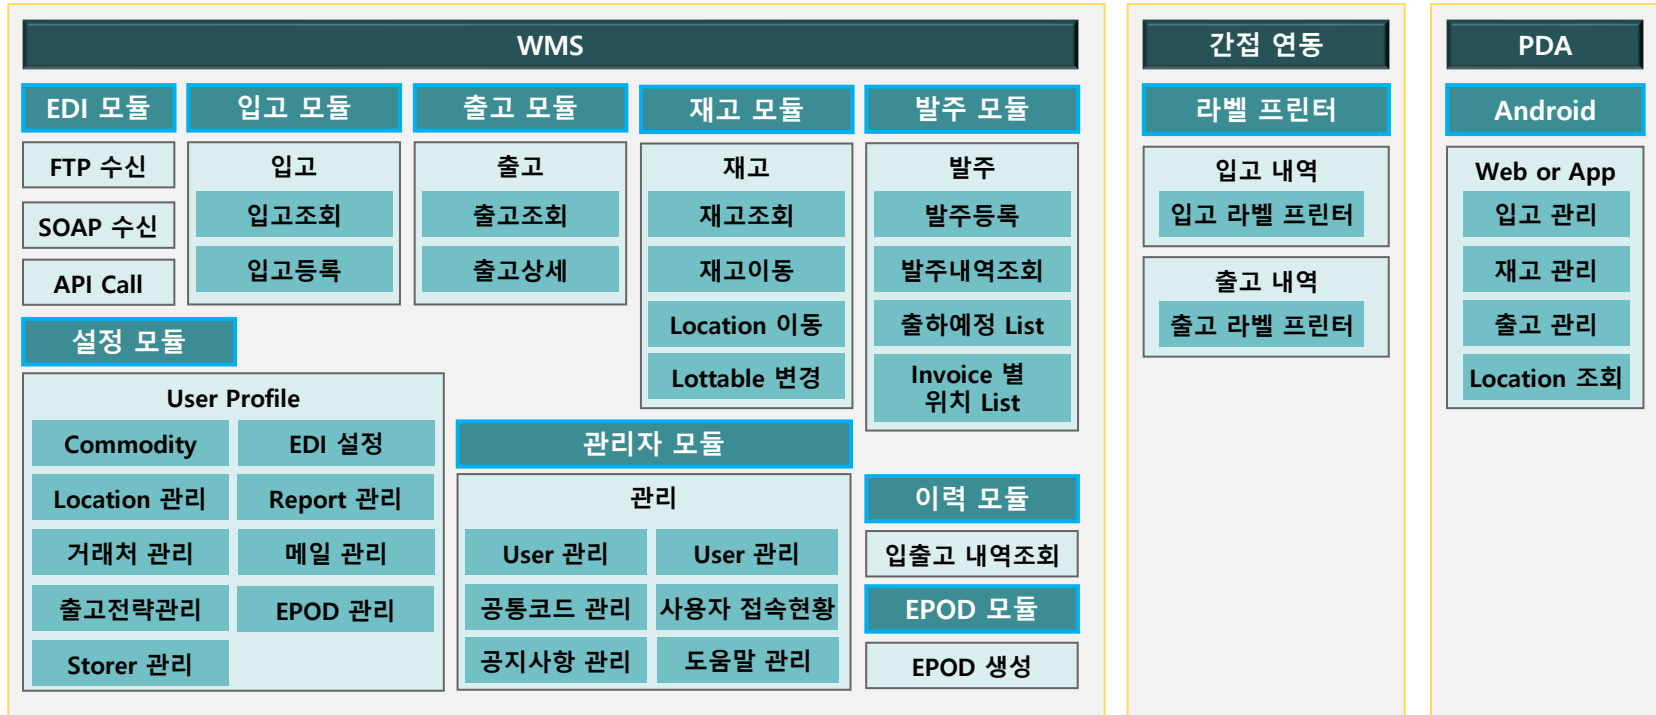 WMS
EDI 모듈
FTP 수신
SOAP 수신
API Call
입고 모듈
입고
입고조회
입고등록
출고 모듈
출고
출고조회
출고상세
재고 모듈
재고
재고조회
재고이동
Location 이동
Lottable 변경
발주 모듈
발주
발주등록
발주내역조회
출하예정 List
Invoice 별
위치 List
설정 모듈
User Profile
Commodity
EDI 설정
Location 관리
Report 관리
거래처 관리
메일 관리
출고전략관리
EPOD 관리
Storer 관리
관리자 모듈
관리
User 관리
User 관리
공통코드 관리
사용자 접속현황
공지사항 관리
도움말 관리
이력 모듈
입출고 내역조회
EPOD 모듈
EPOD 생성
간접 연동
라벨 프린터
입고 내역
입고 라벨 프린터
출고 내역
출고 라벨 프린터
PDA
Android
Web or App
입고 관리
재고 관리
출고 관리
Location 조회